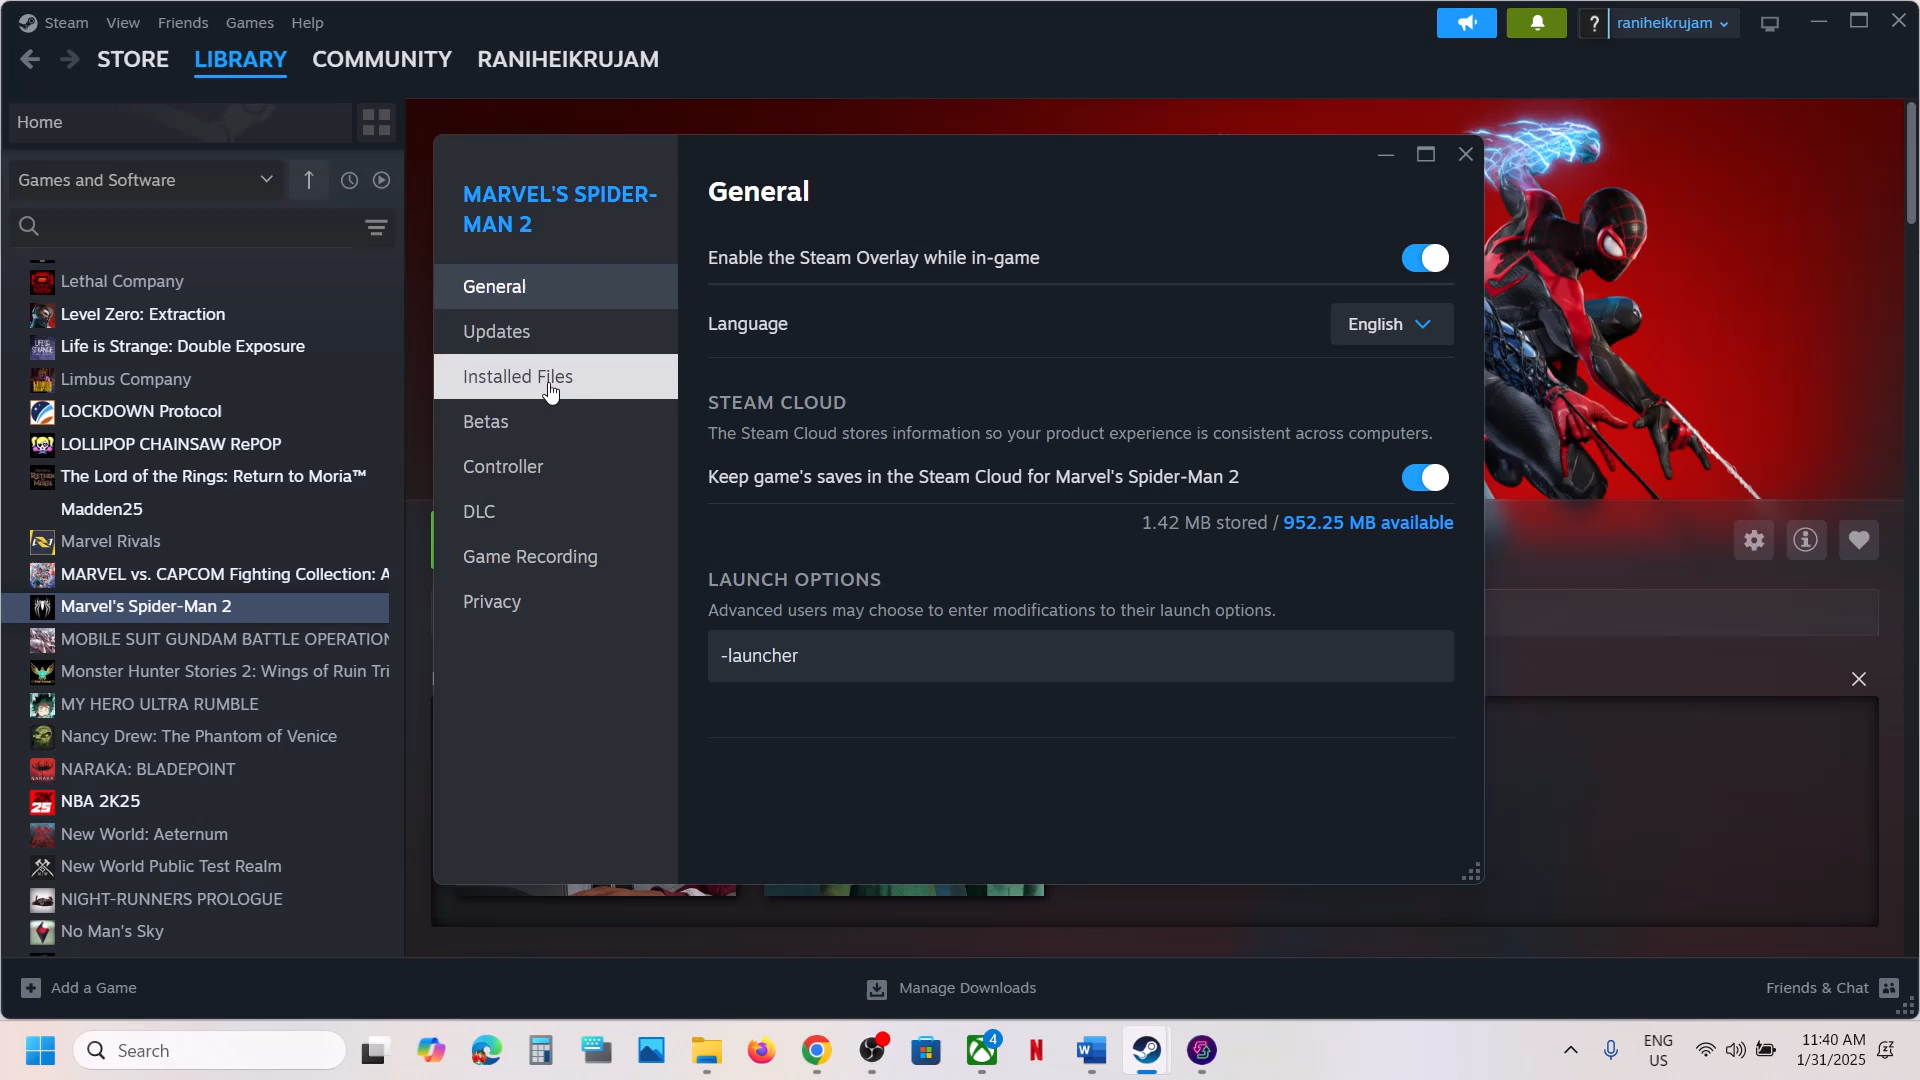 Steam View Friends Games Help
? raniheikrujam
STORE LIBRARY COMMUNITY RANIHEIKRUJAM
Home
Games and Software
Lethal Company
Level Zero: Extraction
Life is Strange: Double Exposure
Limbus Company
LOCKDOWN Protocol
LOLLIPOP CHAINSAW RePOP
The Lord of the Rings: Return to Moria™
Madden25
Marvel Rivals
MARVEL vs. CAPCOM Fighting Collection: A
Marvel's Spider-Man 2
MOBILE SUIT GUNDAM BATTLE OPERATION
Monster Hunter Stories 2: Wings of Ruin Tri
MY HERO ULTRA RUMBLE
Nancy Drew: The Phantom of Venice
NARAKA: BLADEPOINT
NBA 2K25
New World: Aeternum
New World Public Test Realm
NIGHT-RUNNERS PROLOGUE
No Man's Sky
MARVEL'S SPIDER-
MAN 2
General
Updates
Installed Files
Betas
Controller
DLC
Game Recording
Privacy
General
Enable the Steam Overlay while in-game
Language English
STEAM CLOUD
The Steam Cloud stores information so your product experience is consistent across computers.
Keep game's saves in the Steam Cloud for Marvel's Spider-Man 2
1.42 MB stored / 952.25 MB available
LAUNCH OPTIONS
Advanced users may choose to enter modifications to their launch options.
-launcher
Add a Game Manage Downloads Friends & Chat
Search
4
N
ENG
US
11:40 AM
1/31/2025